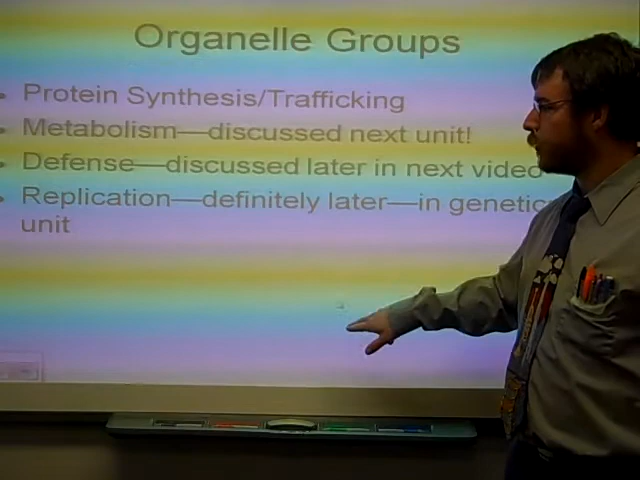 Organelle Groups
Protein Synthesis/Trafficking
Metabolism—discussed next unit!
Defense—discussed later in next video
Replication—definitely later—in genetic
unit